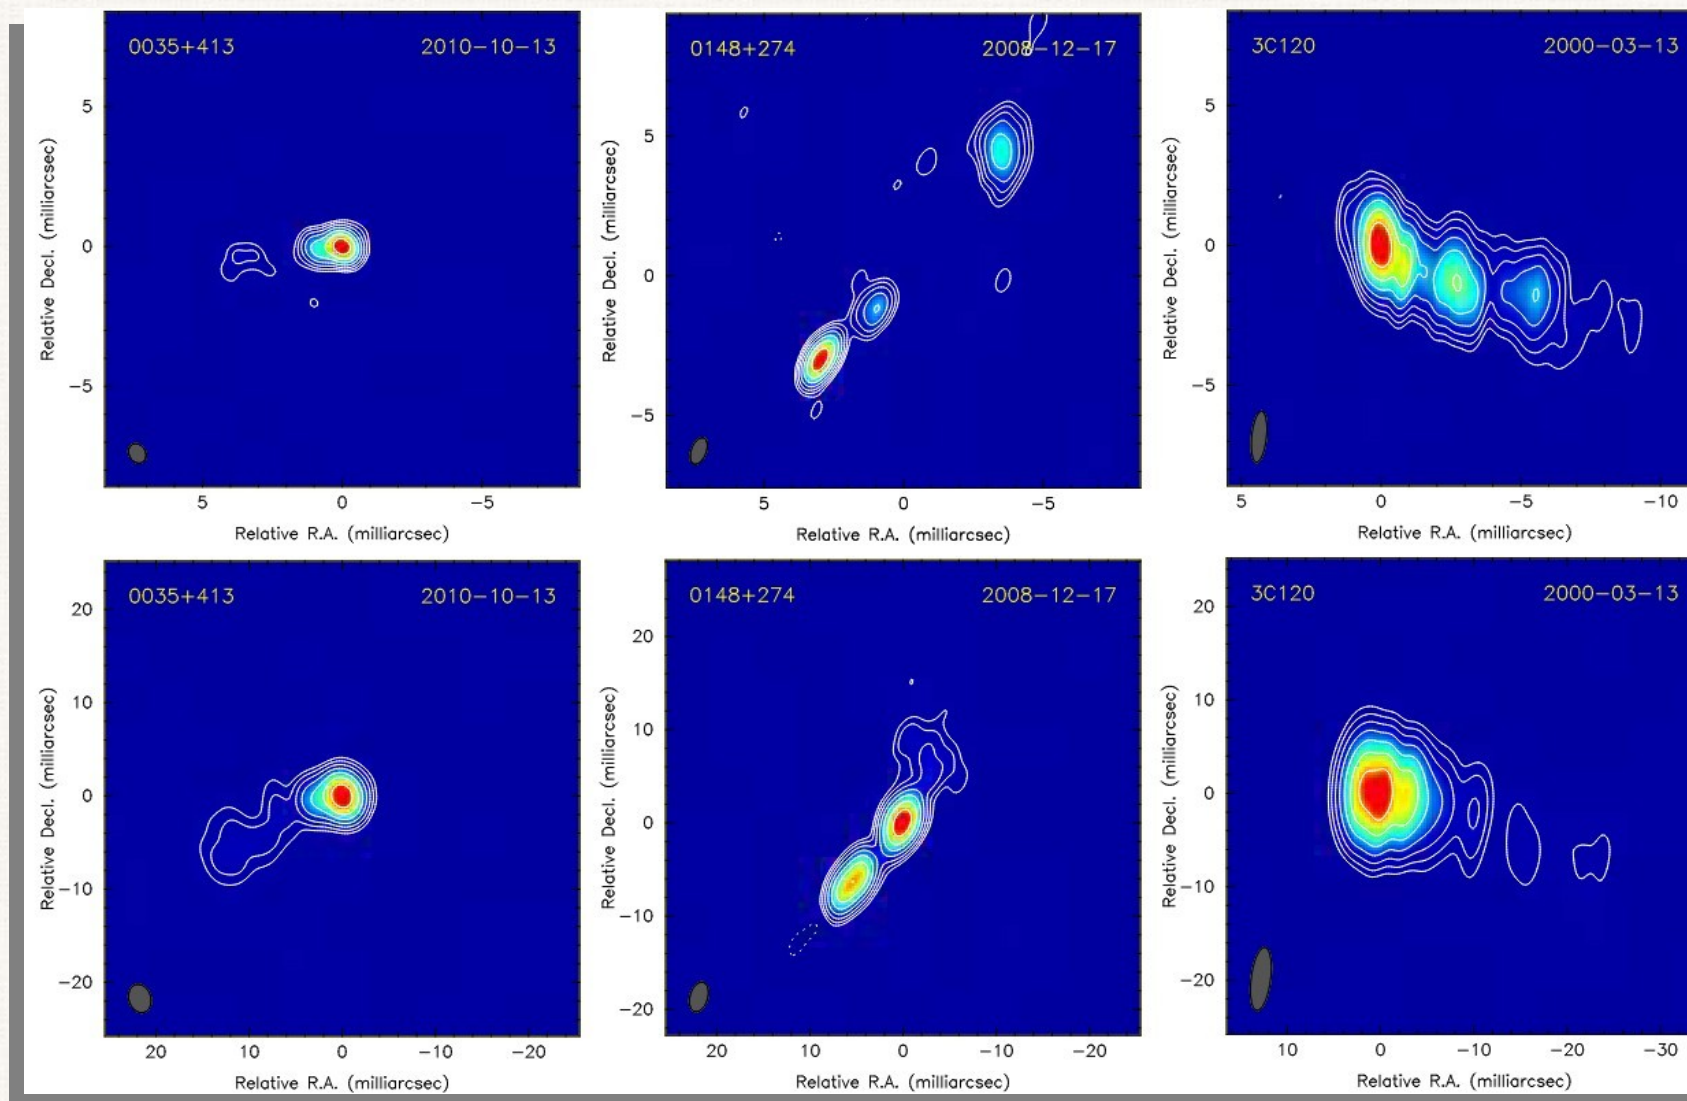 0035+413 2010-10-13
5
0
−5
Relative Decl. (milliarcsec)
5 0 −5
Relative R.A. (milliarcsec)
0148+274 2008-12-17
5
0
−5
Relative Decl. (milliarcsec)
5 0 −5
Relative R.A. (milliarcsec)
3C120 2000-03-13
5
0
−5
Relative Decl. (milliarcsec)
5 0 −5 −10
Relative R.A. (milliarcsec)
0035+413 2010-10-13
20
10
0
−10
−20
Relative Decl. (milliarcsec)
20 10 0 −10 −20
Relative R.A. (milliarcsec)
0148+274 2008-12-17
20
10
0
−10
−20
Relative Decl. (milliarcsec)
20 10 0 −10 −20
Relative R.A. (milliarcsec)
3C120 2000-03-13
20
10
0
−10
−20
Relative Decl. (milliarcsec)
10 0 −10 −20 −30
Relative R.A. (milliarcsec)